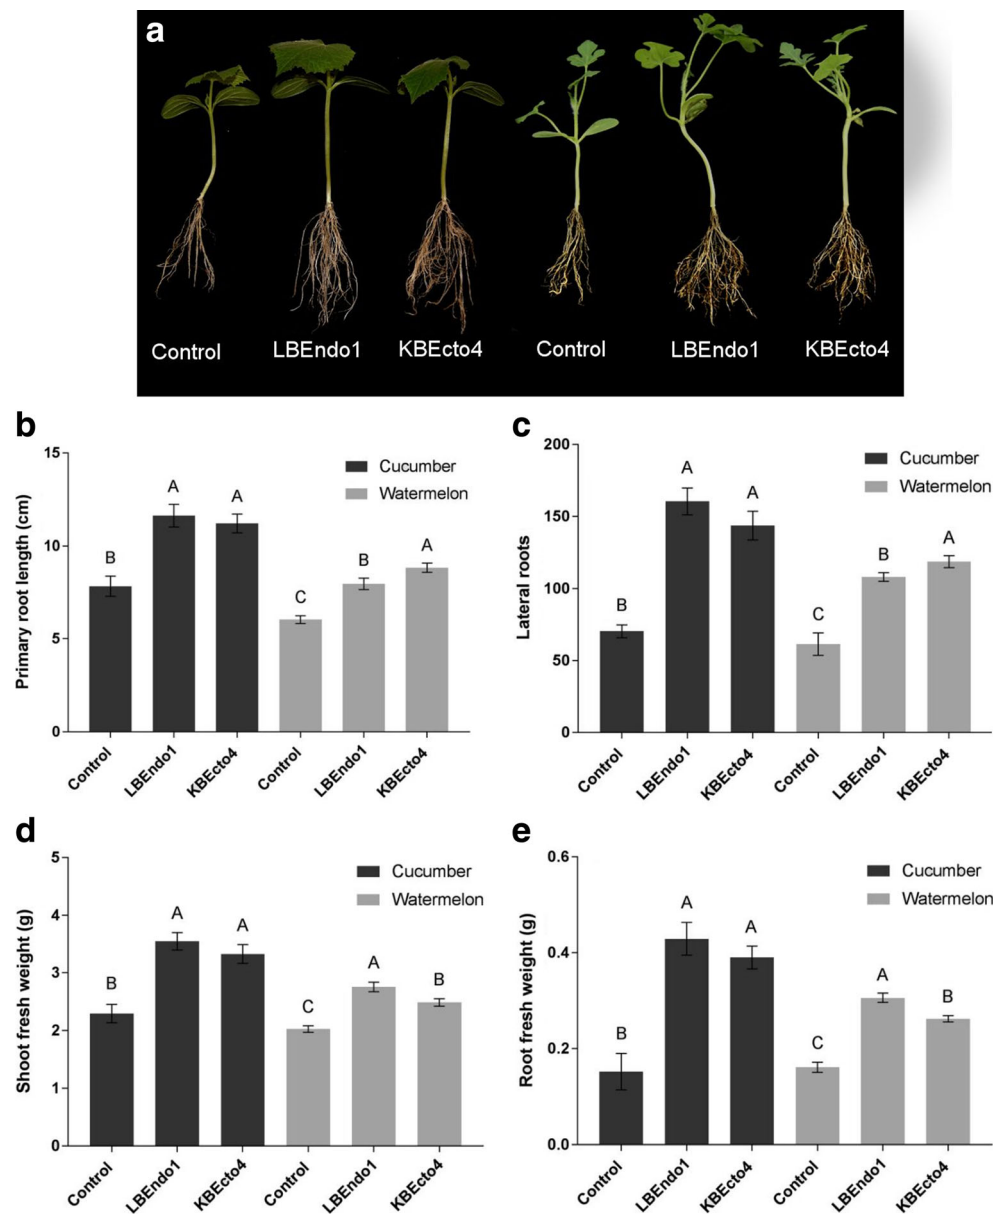 a
Control LBEndo1 KBEcto4 Control LBEndo1 KBEcto4
b
Primary root length (cm)
15
10
5
0
Cucumber
Watermelon
B A A C B A
Control LBEndo1 KBEcto4 Control LBEndo1 KBEcto4
c
Lateral roots
200
150
100
50
0
Cucumber
Watermelon
B A A C B A
Control LBEndo1 KBEcto4 Control LBEndo1 KBEcto4
d
Shoot fresh weight (g)
5
4
3
2
1
0
Cucumber
Watermelon
B A A C A B
Control LBEndo1 KBEcto4 Control LBEndo1 KBEcto4
e
Root fresh weight (g)
0.6
0.4
0.2
0.0
Cucumber
Watermelon
B A A C A B
Control LBEndo1 KBEcto4 Control LBEndo1 KBEcto4